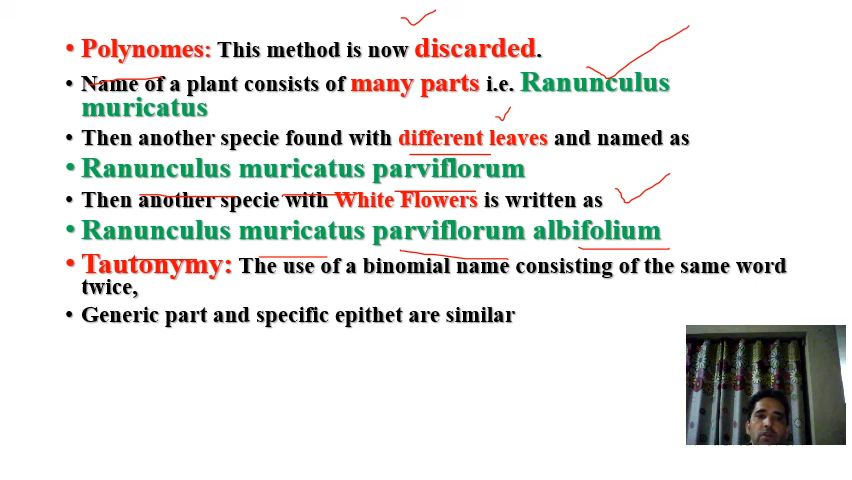 • Polynomes: This method is now discarded.
• Name of a plant consists of many parts i.e. Ranunculus
muricatus
• Then another specie found with different leaves and named as
• Ranunculus muricatus parviflorum
• Then another specie with White Flowers is written as
• Ranunculus muricatus parviflorum albifolium
• Tautonymy: The use of a binomial name consisting of the same word
twice,
• Generic part and specific epithet are similar